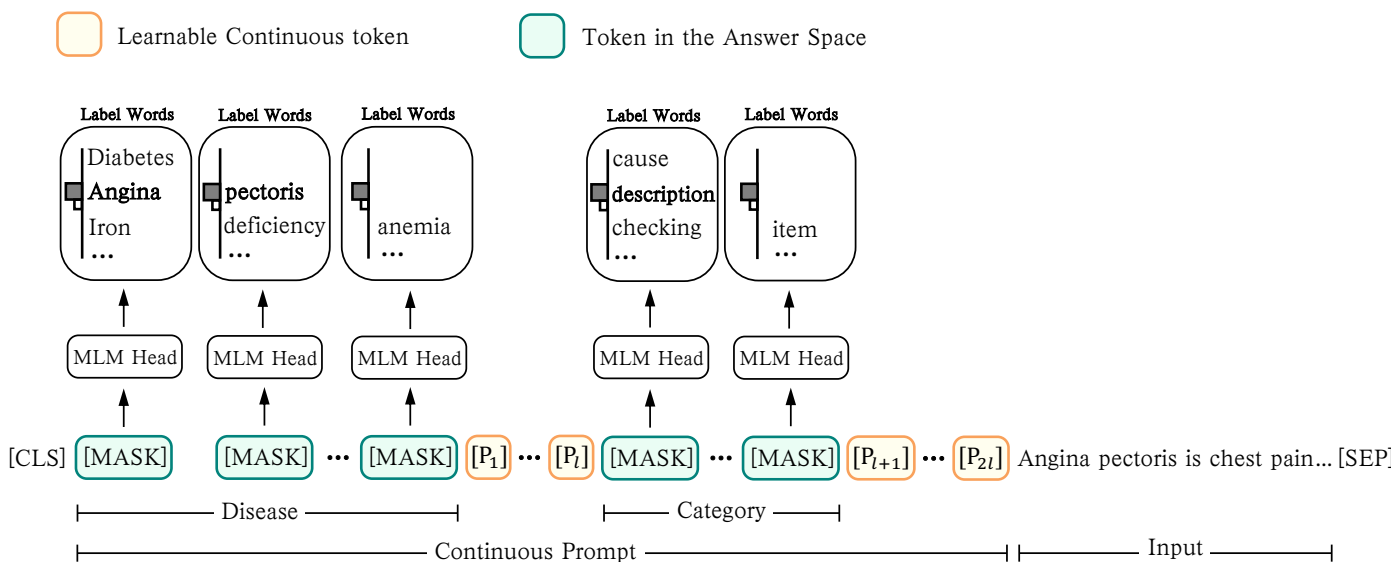 Learnable Continuous token
Token in the Answer Space
Label Words Label Words Label Words Label Words Label Words
Diabetes
Angina
Iron
...
pectoris
deficiency
...
anemia
...
cause
description
checking
...
item
...
MLM Head MLM Head MLM Head MLM Head MLM Head
[CLS] [MASK] [MASK] ... [MASK] [P1] ... [Pl] [MASK] ... [MASK] [Pl+1] ... [P2l] Angina pectoris is chest pain... [SEP]
Disease Category
Continuous Prompt Input